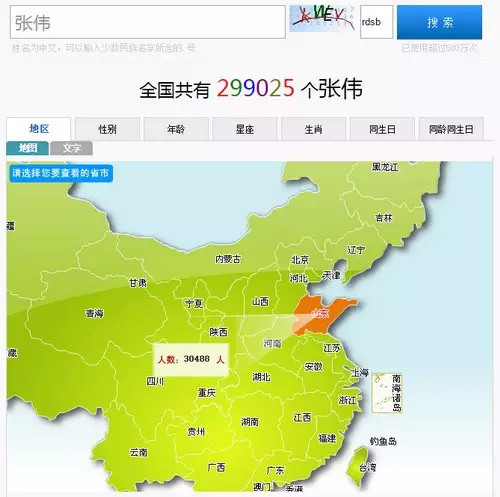 张伟
rdsb
搜 索
姓名为中文，可以输入少数民族名字所含的. 号
已使用超过500万次
全国共有 299025 个张伟
地区 性别 年龄 星座 生肖 同生日 同龄同生日
地图 文字
请选择您要查看的省市
黑龙江
吉林
辽宁
内蒙古 北京
天津
河北
甘肃
宁夏 山西
青海
山东
陕西
河南
江苏
人数：30488 人
安徽
上海
四川 湖北
重庆
浙江
南海诸岛
江西
湖南
贵州
福建 钓鱼岛
云南
台湾
广西 广东
澳门 香港